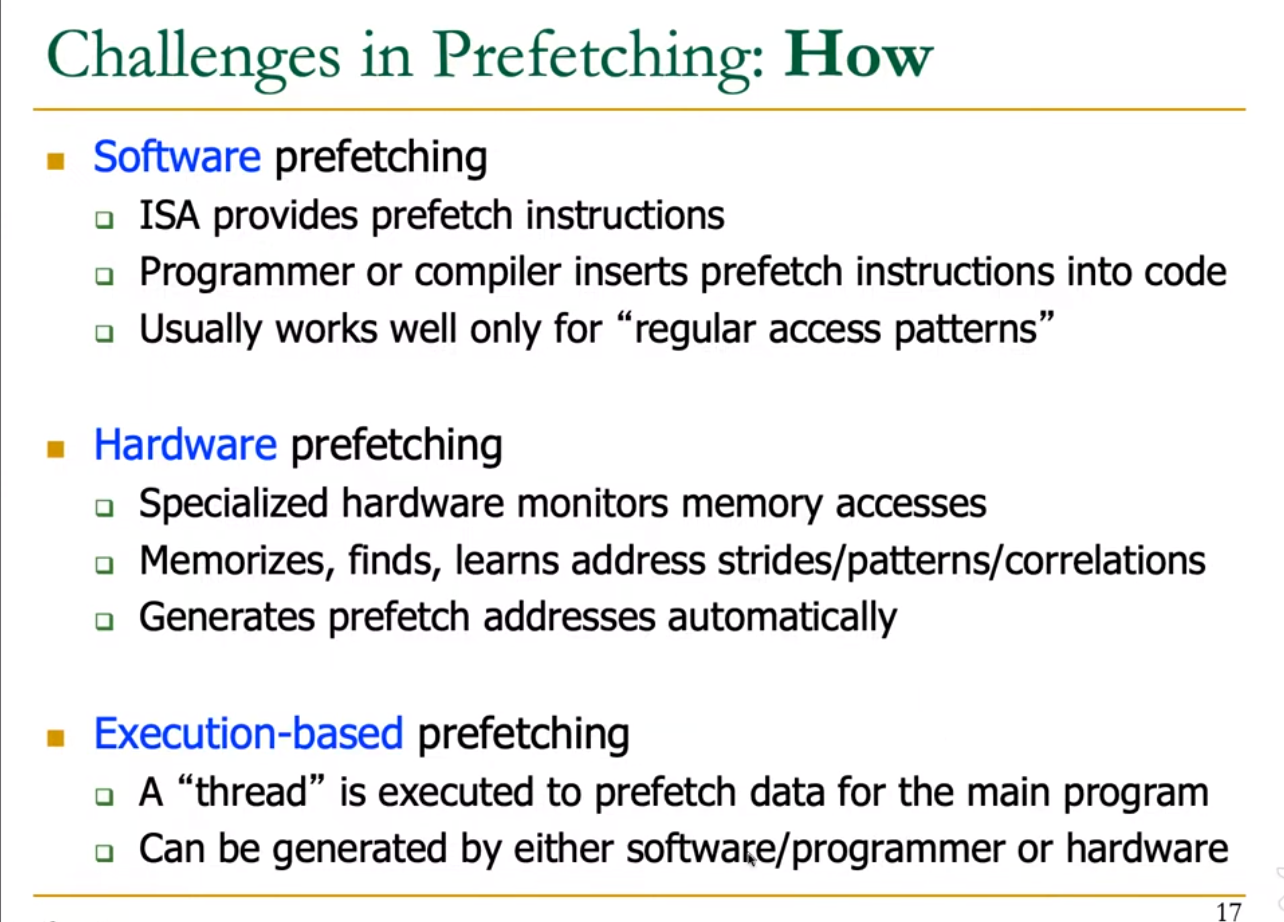 Challenges in Prefetching: How
Software prefetching
ISA provides prefetch instructions
Programmer or compiler inserts prefetch instructions into code
Usually works well only for “regular access patterns”
Hardware prefetching
Specialized hardware monitors memory accesses
Memorizes, finds, learns address strides/patterns/correlations
Generates prefetch addresses automatically
Execution-based prefetching
A “thread” is executed to prefetch data for the main program
Can be generated by either software/programmer or hardware
17